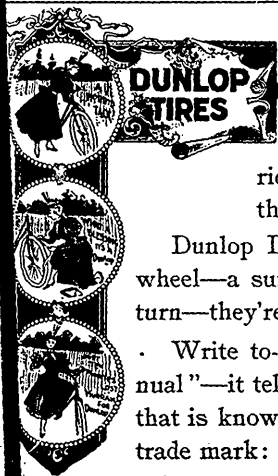 DUNLOP
TIRES
ric
th
Dunlop D
wheel—a su
turn—they're
Write to-
nual"—it tel
that is know
trade mark: